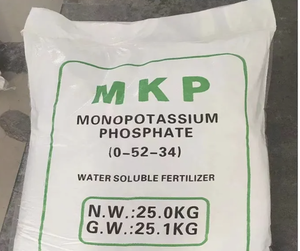 MKP
MONOPOTASSIUM
PHOSPHATE
(0-52-34)
WATER SOLUBLE FERTILIZER
N.W.:25.0KG
G.W.:25.1KG